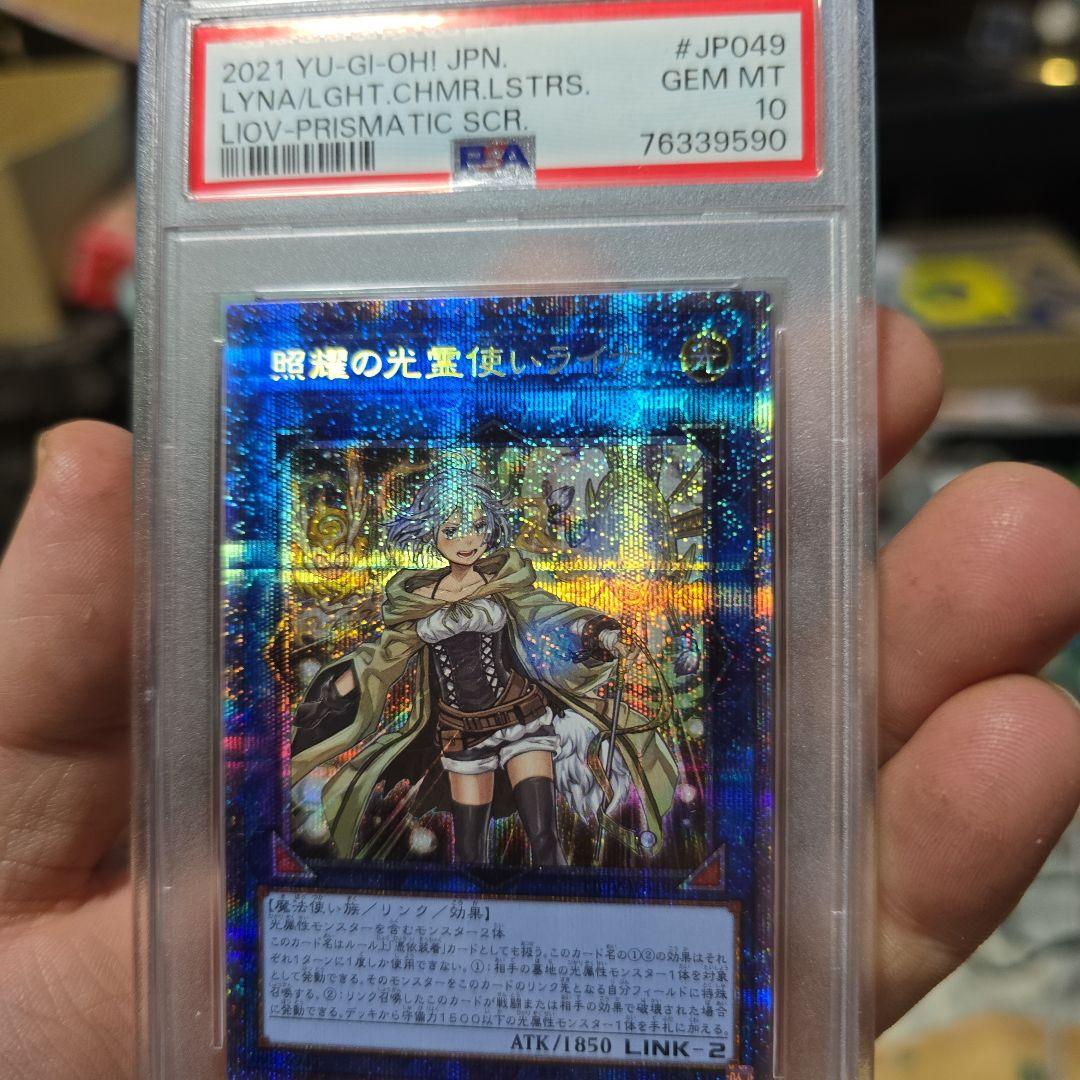 2021 YU-GI-OH! JPN. #JP049
LYNA/LGHT.CHMR.LSTRS. GEM MT
LIOV-PRISMATIC SCR. 10
PSA 76339590
照耀の光霊使いライナ 光
【魔法使い族／リンク／効果】
光属性モンスターを含むモンスター2体
このカード名はルール上「憑依装着」カードとしても扱う。このカード名の①②の効果はそれ
ぞれ1ターンに1度しか使用できない。①：相手の墓地の光属性モンスター1体を対象
として発動できる。そのモンスターをこのカードのリンク先となる自分フィールドに特殊
召喚する。②：リンク召喚したこのカードが戦闘または相手の効果で破壊された場合
に発動できる。デッキから守備力1500以下の光属性モンスター1体を手札に加える。
ATK/1850 LINK-2